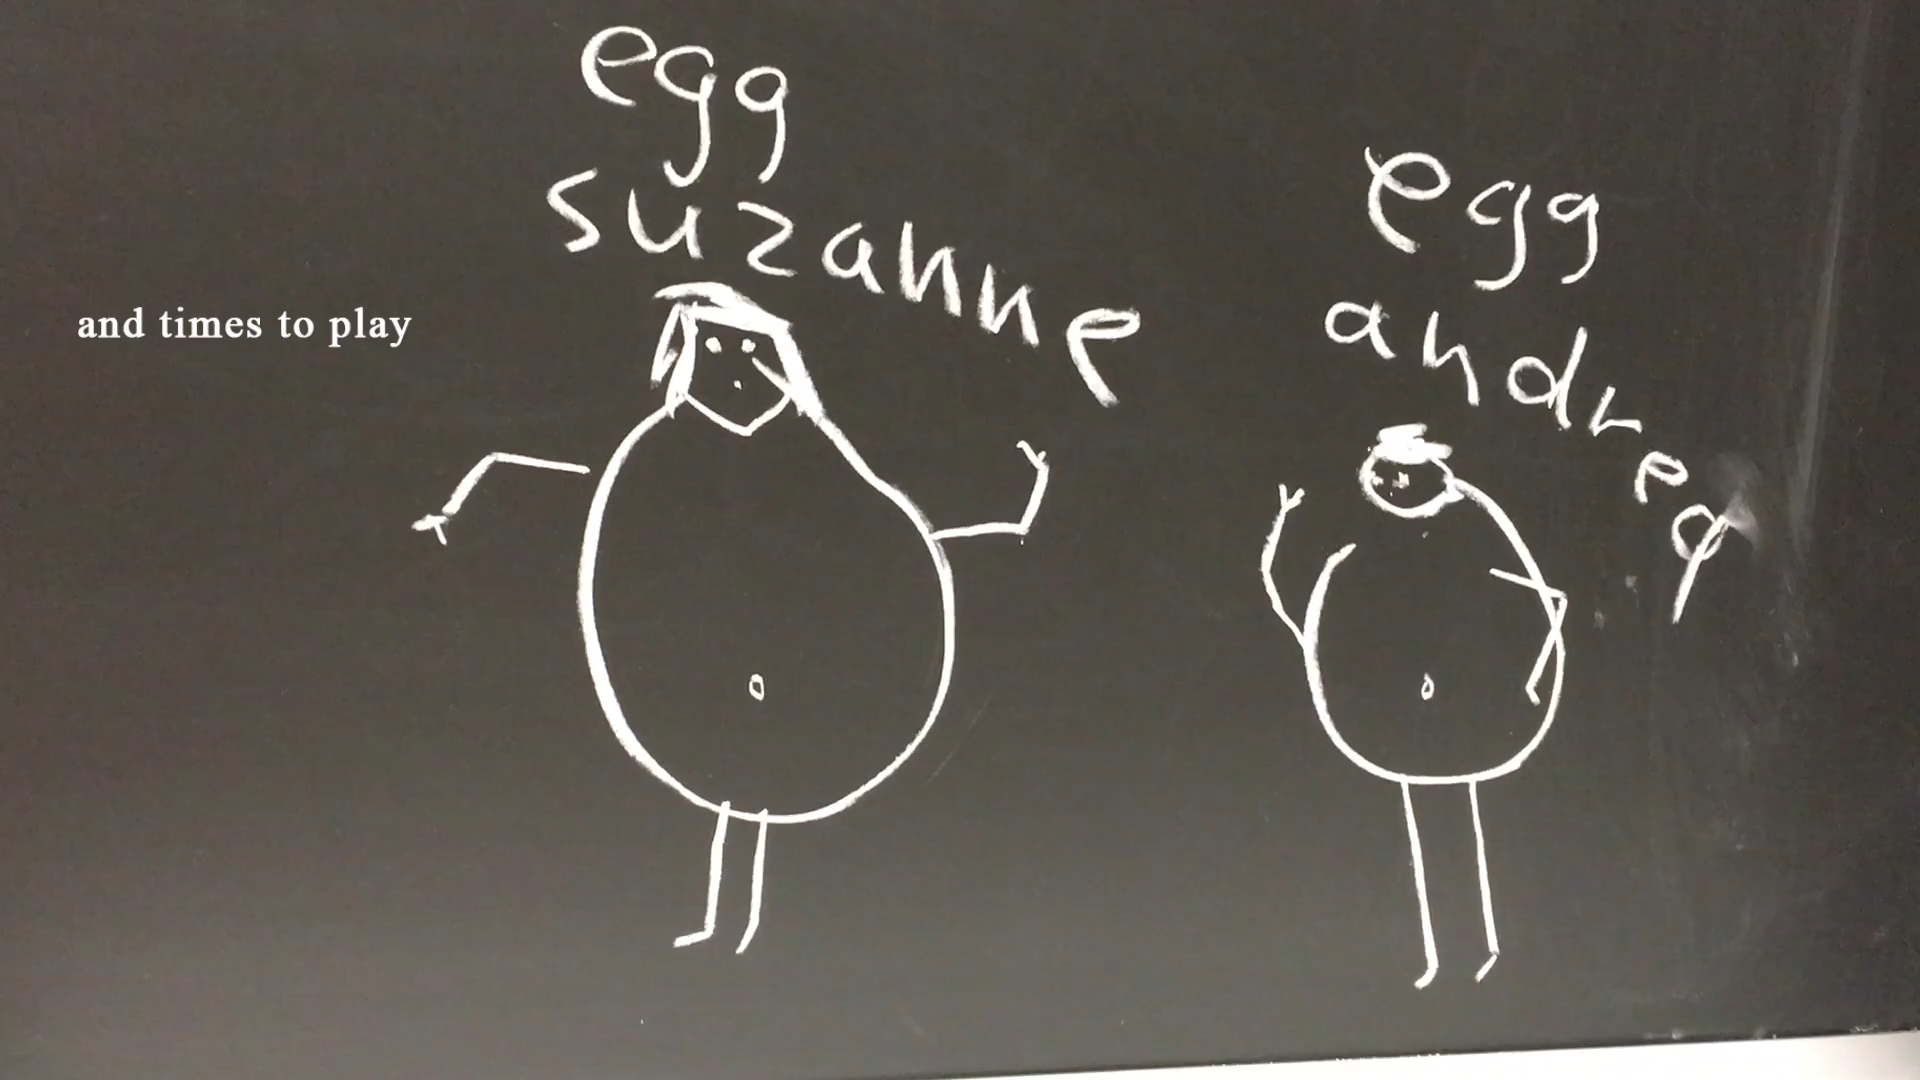 and times to play
egg
suzanne
egg
andrea